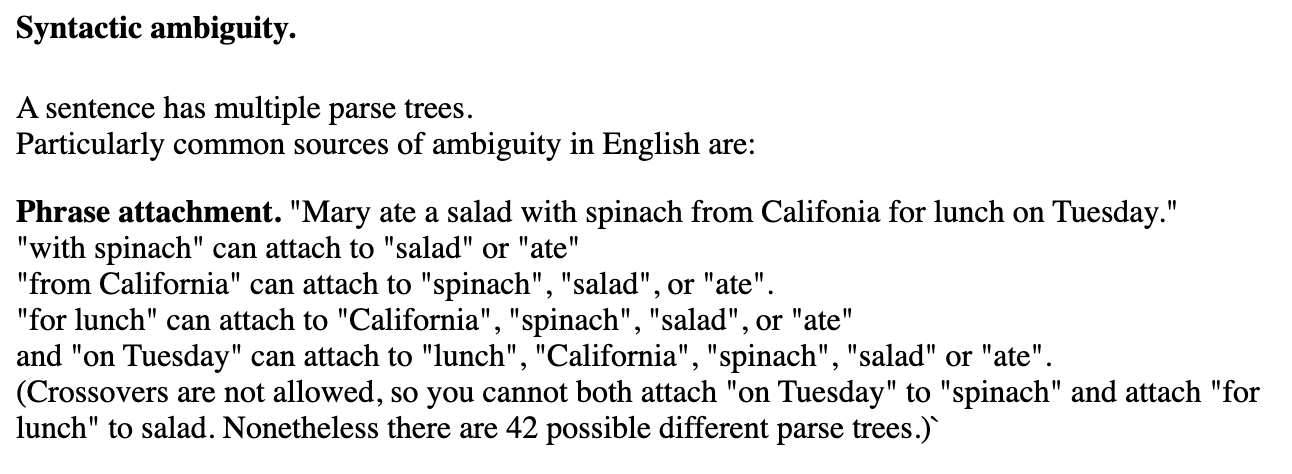 Syntactic ambiguity.
A sentence has multiple parse trees.
Particularly common sources of ambiguity in English are:
Phrase attachment. "Mary ate a salad with spinach from Califonia for lunch on Tuesday."
"with spinach" can attach to "salad" or "ate"
"from California" can attach to "spinach", "salad", or "ate".
"for lunch" can attach to "California", "spinach", "salad", or "ate"
and "on Tuesday" can attach to "lunch", "California", "spinach", "salad" or "ate".
(Crossovers are not allowed, so you cannot both attach "on Tuesday" to "spinach" and attach "for
lunch" to salad. Nonetheless there are 42 possible different parse trees.)`